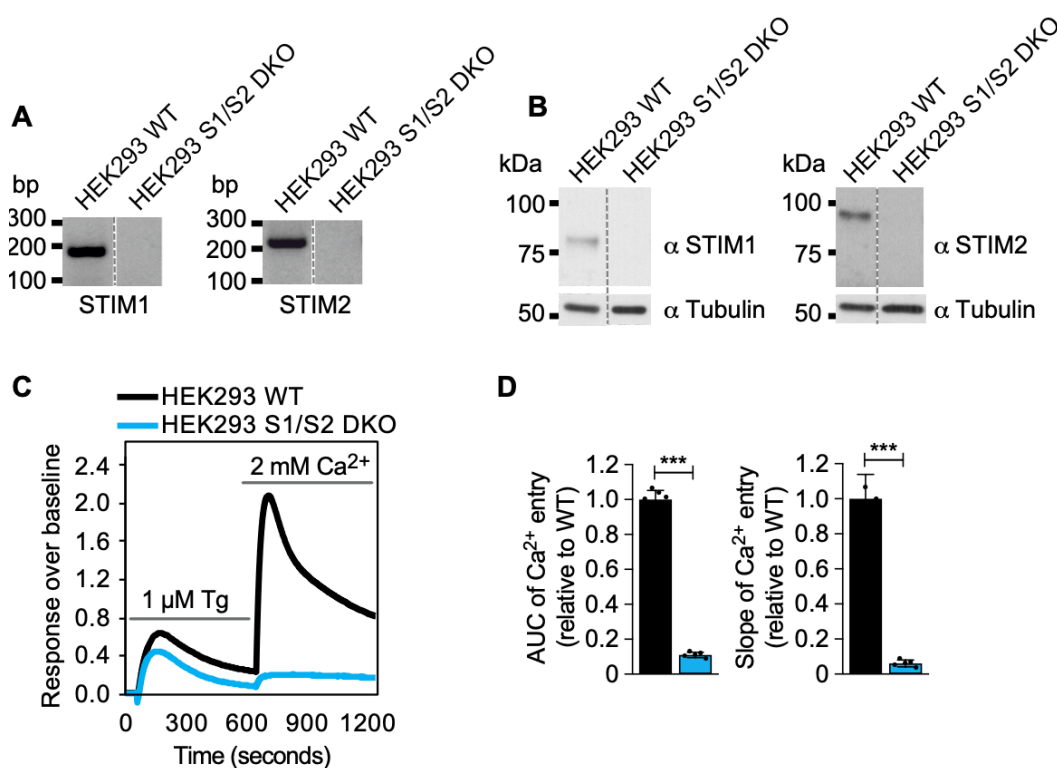 A
HEK293 WT
HEK293 S1/S2 DKO
bp
300
200
100
STIM1
HEK293 WT
HEK293 S1/S2 DKO
bp
300
200
100
STIM2
B
HEK293 WT
HEK293 S1/S2 DKO
kDa
100
75
50
α STIM1
α Tubulin
HEK293 WT
HEK293 S1/S2 DKO
kDa
100
75
50
α STIM2
α Tubulin
C
HEK293 WT
HEK293 S1/S2 DKO
Response over baseline
2.4
2.0
1.6
1.2
0.8
0.4
0.0
2 mM Ca²⁺
1 µM Tg
0 300 600 900 1200
Time (seconds)
D
AUC of Ca²⁺ entry
(relative to WT)
1.2
1.0
0.8
0.6
0.4
0.2
0
***
Slope of Ca²⁺ entry
(relative to WT)
1.2
1.0
0.8
0.6
0.4
0.2
0
***